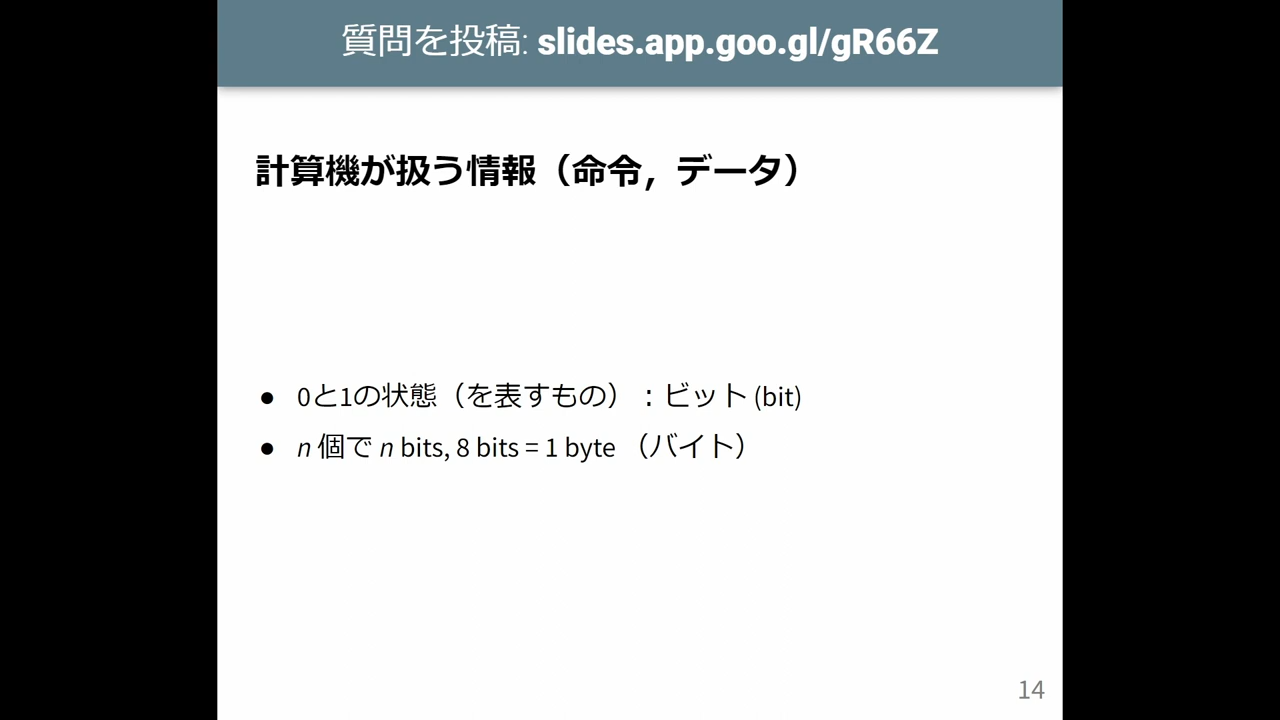 質問を投稿: slides.app.goo.gl/gR66Z
計算機が扱う情報（命令，データ）
● 0と1の状態（を表すもの）：ビット (bit)
● n 個で n bits, 8 bits = 1 byte （バイト）
14